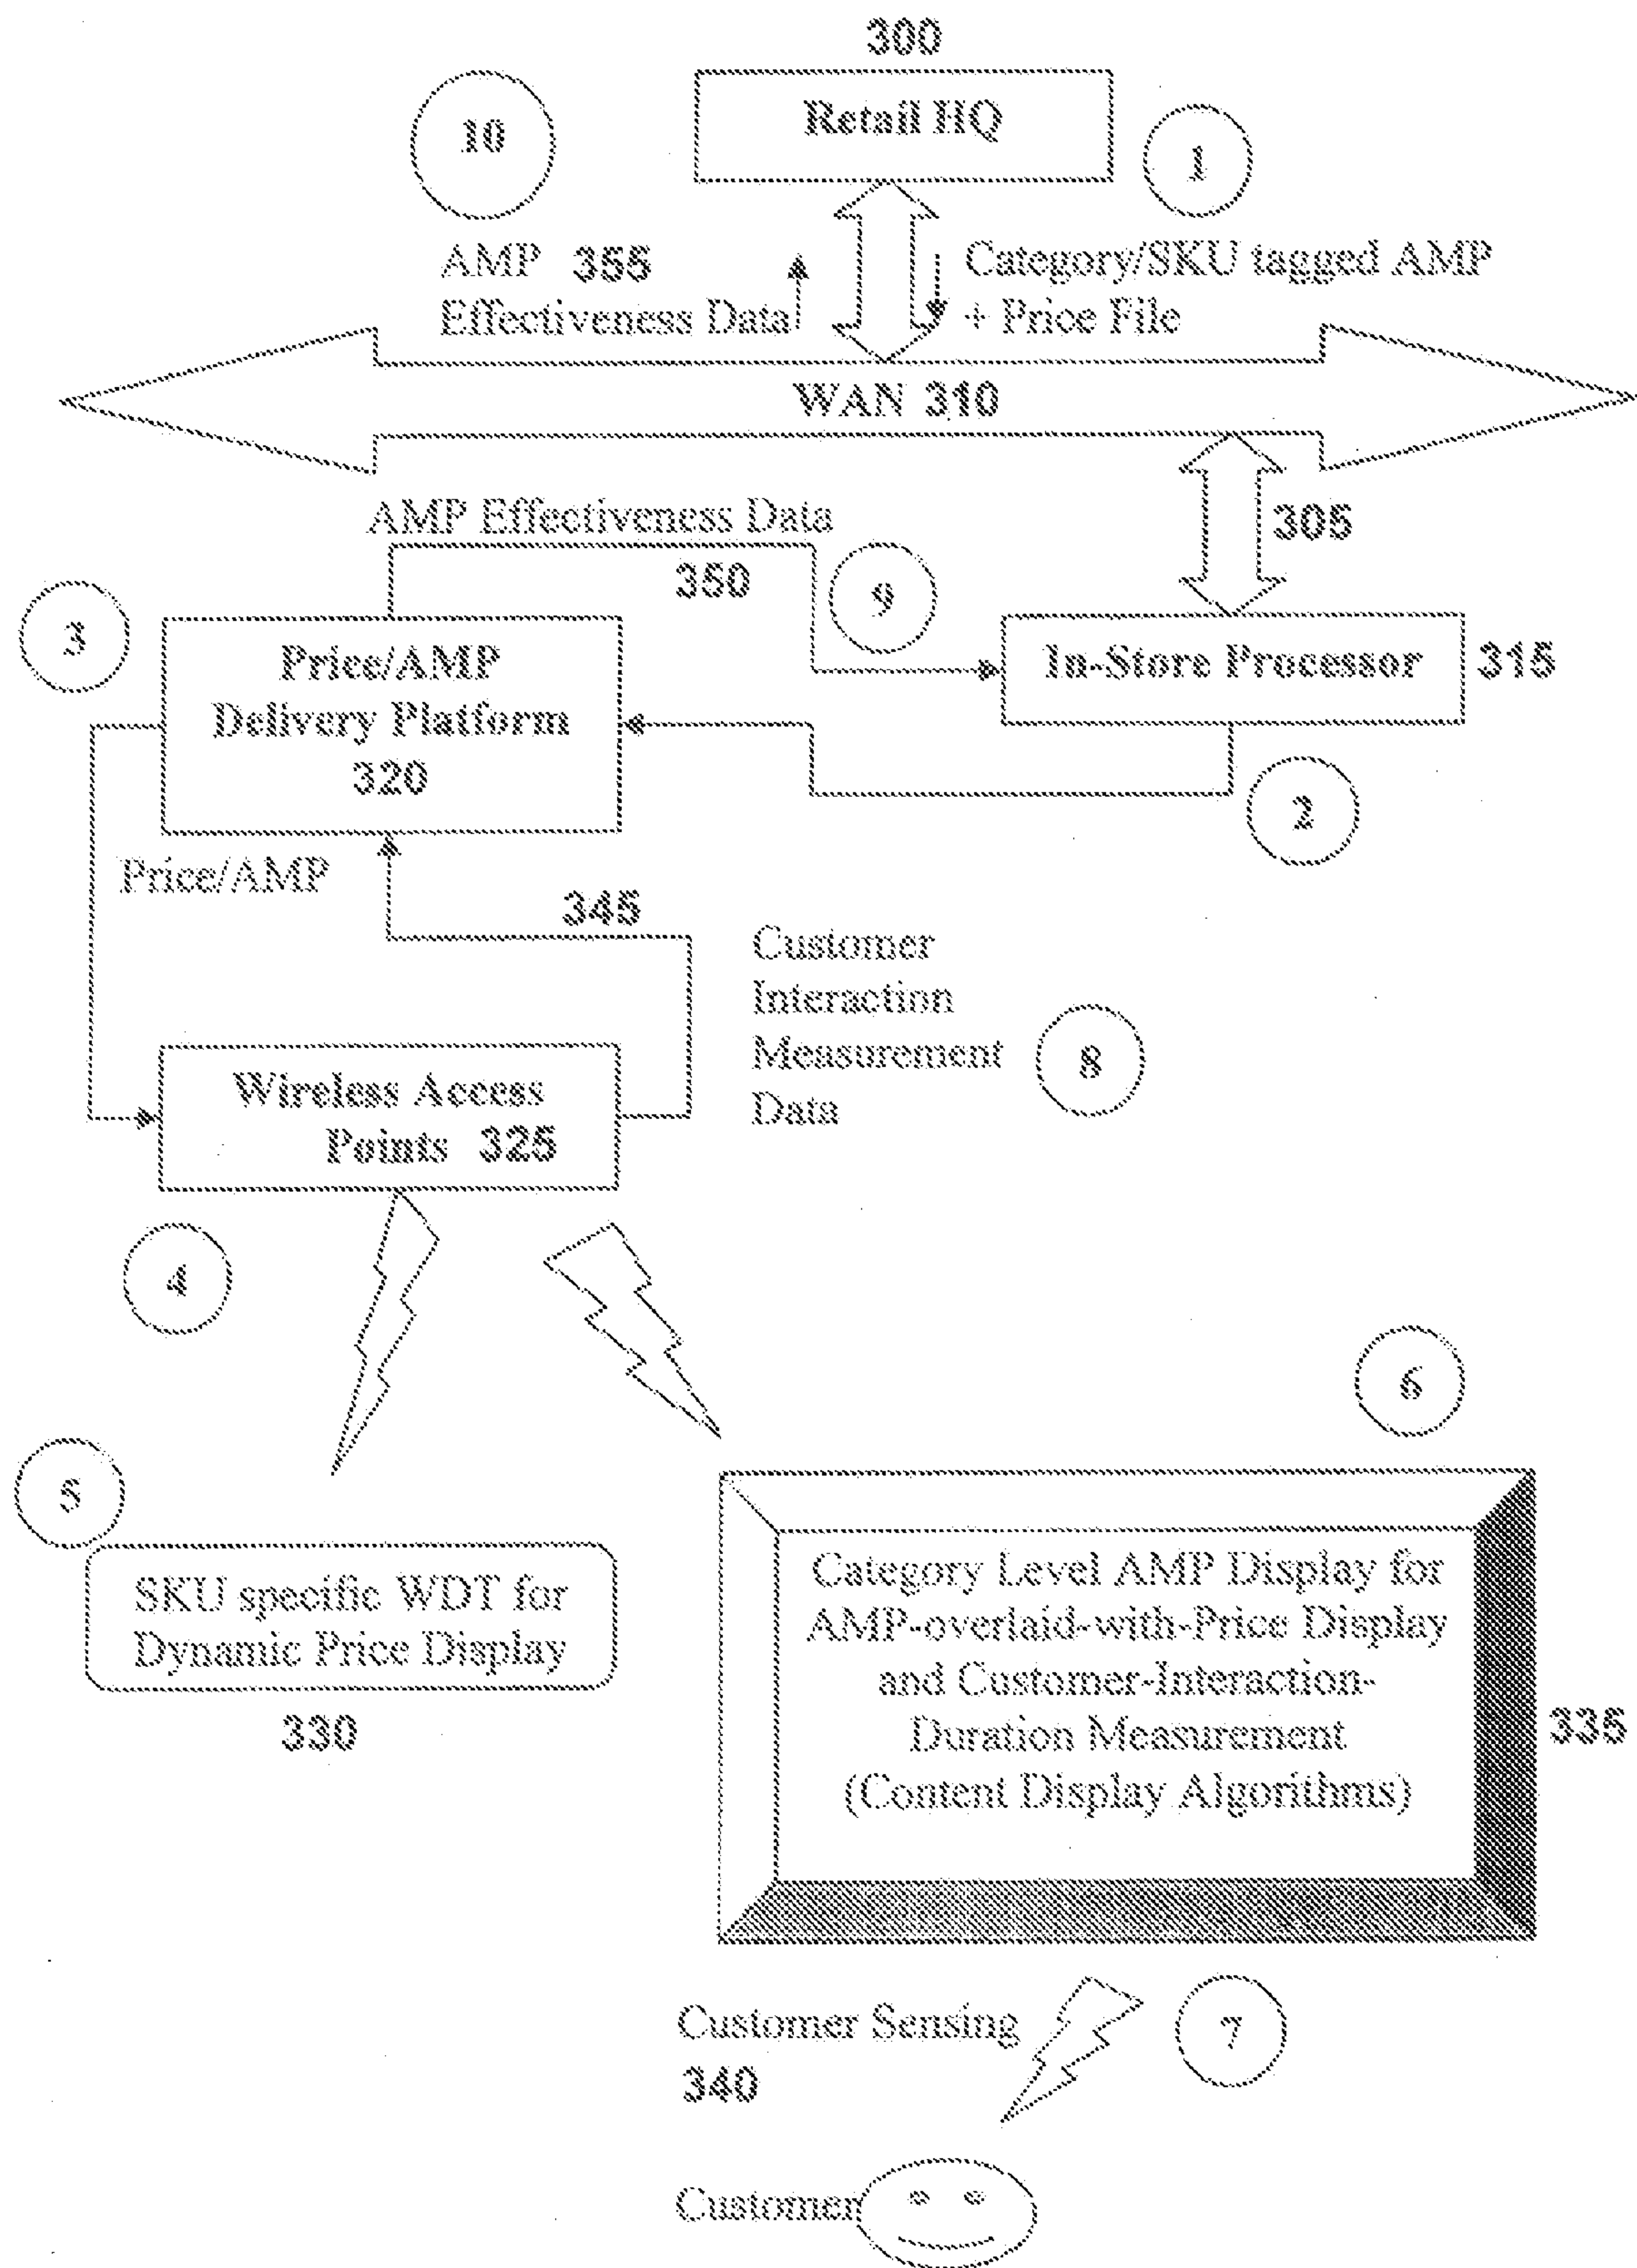 300
Retail HQ
10
1
AMP 355
Effectiveness Data
Category/SKU tagged AMP
+ Price File
WAN 310
305
AMP Effectiveness Data
350
9
3
Price/AMP
Delivery Platform
320
In-Store Processor
315
2
Price/AMP
345
Customer
Interaction
Measurement
Data
8
Wireless Access
Points 325
4
6
5
SKU specific WDT for
Dynamic Price Display
330
Category Level AMP Display for
AMP-overlaid-with-Price Display
and Customer-Interaction-
Duration Measurement
(Content Display Algorithms)
335
Customer Sensing
340
7
Customer